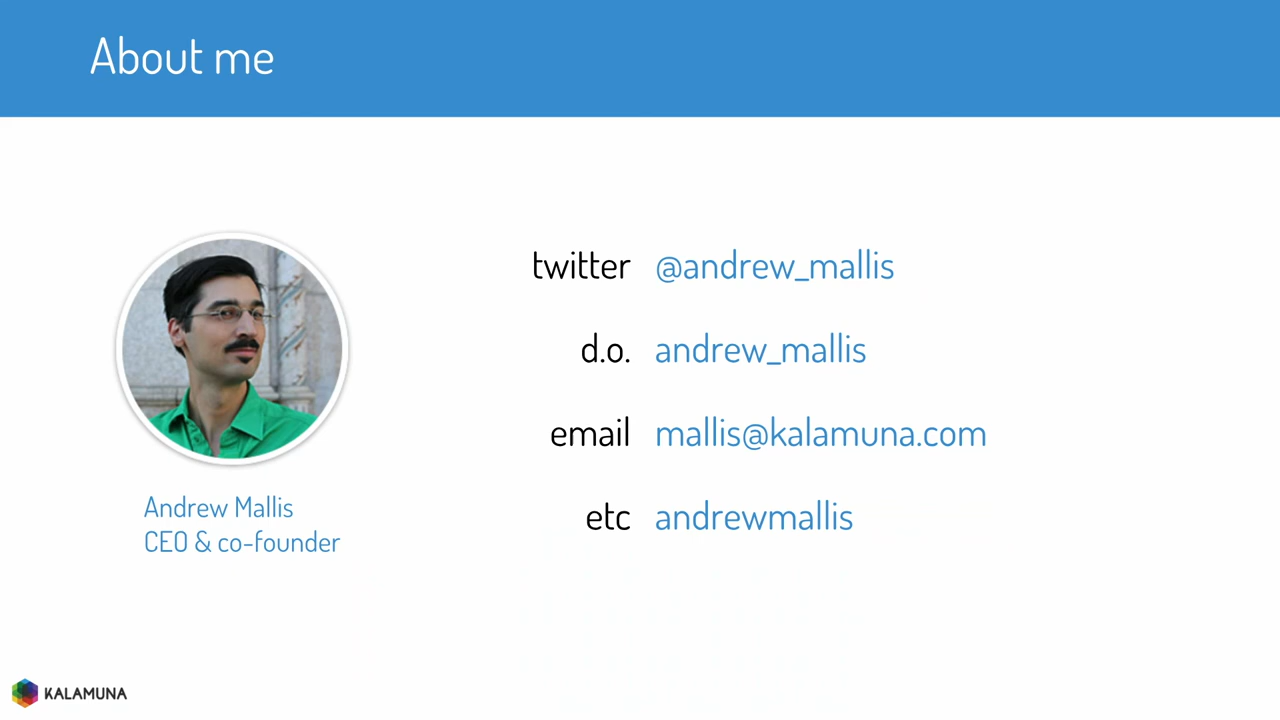 About me
twitter @andrew_mallis
d.o. andrew_mallis
email mallis@kalamuna.com
etc andrewmallis
Andrew Mallis
CEO & co-founder
KALAMUNA